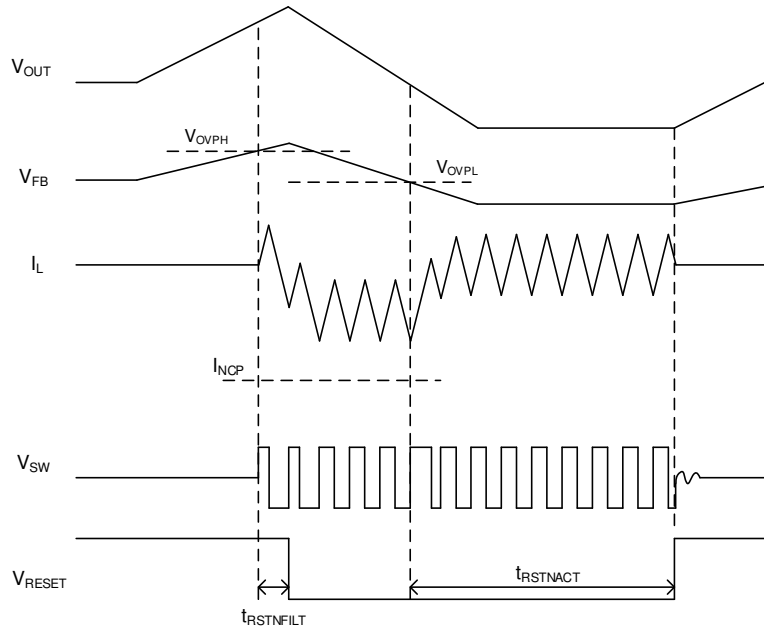 VOUT
VOVPH
VOVPL
VFB
IL
INCP
VSW
VRESET
tRSTNACT
tRSTNFILT